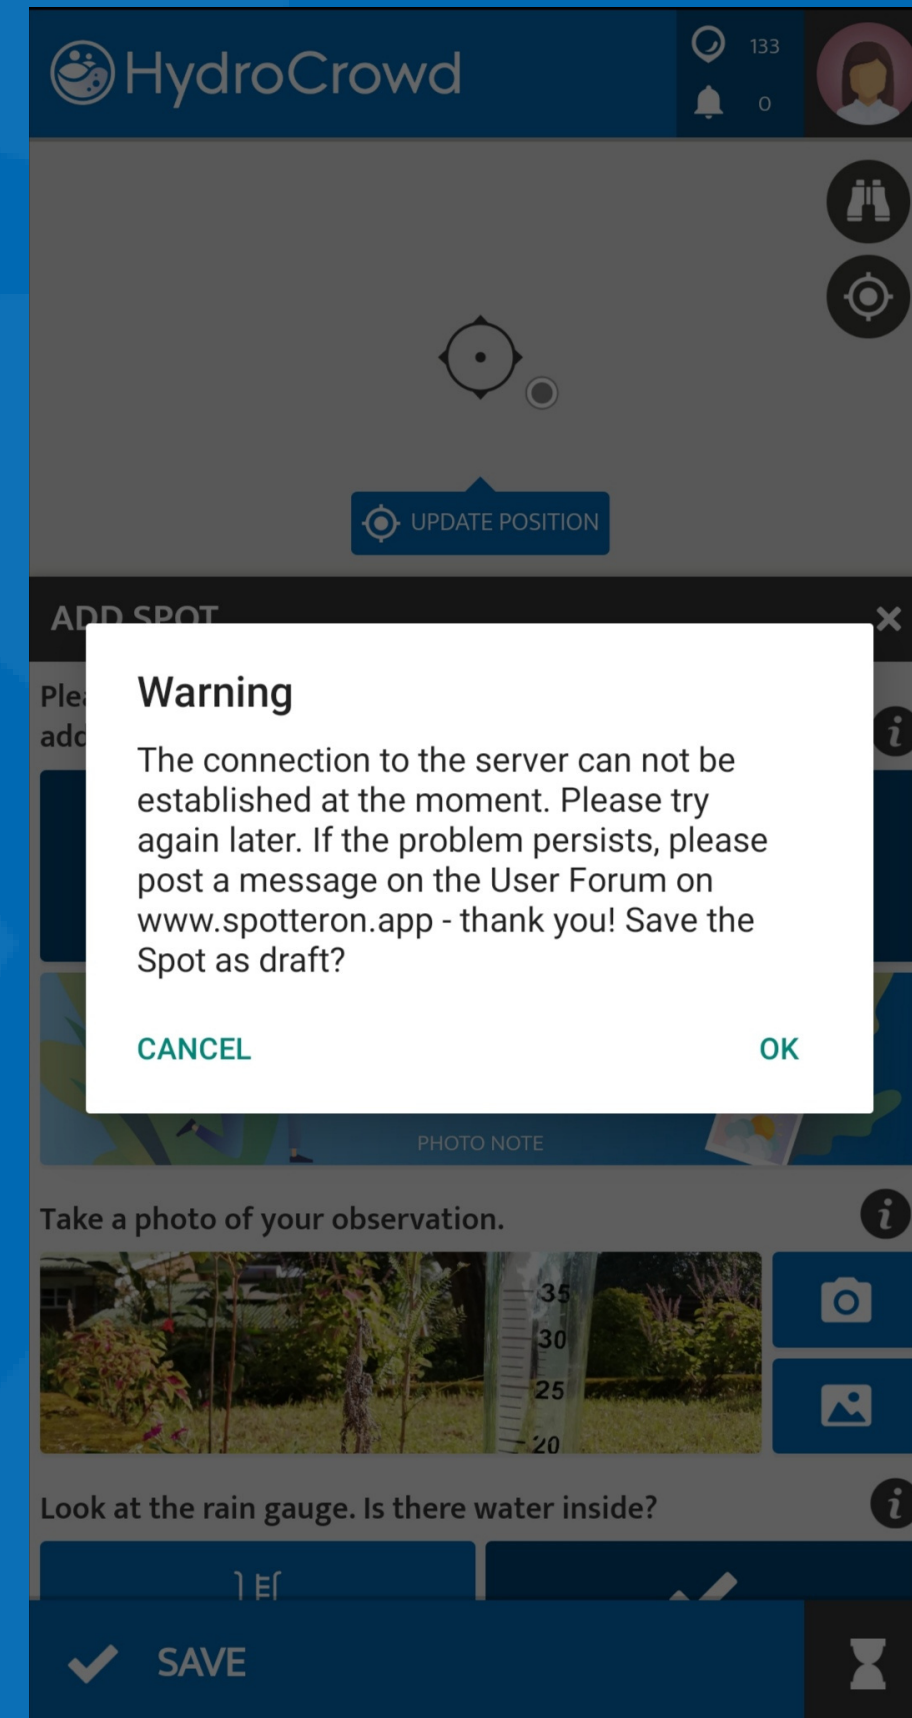 HydroCrowd
133
0
UPDATE POSITION
ADD SPOT
Warning
The connection to the server can not be
established at the moment. Please try
again later. If the problem persists, please
post a message on the User Forum on
www.spotteron.app - thank you! Save the
Spot as draft?
CANCEL
OK
PHOTO NOTE
Take a photo of your observation.
35
30
25
20
Look at the rain gauge. Is there water inside?
SAVE